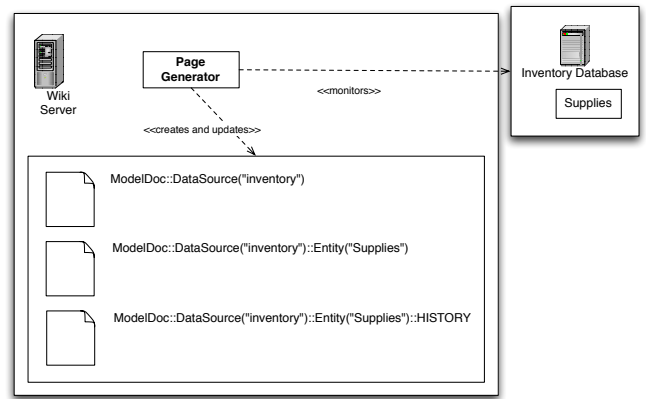 Wiki
Server
Page
Generator
<<monitors>>
<<creates and updates>>
Inventory Database
Supplies
ModelDoc::DataSource("inventory")
ModelDoc::DataSource("inventory")::Entity("Supplies")
ModelDoc::DataSource("inventory")::Entity("Supplies")::HISTORY